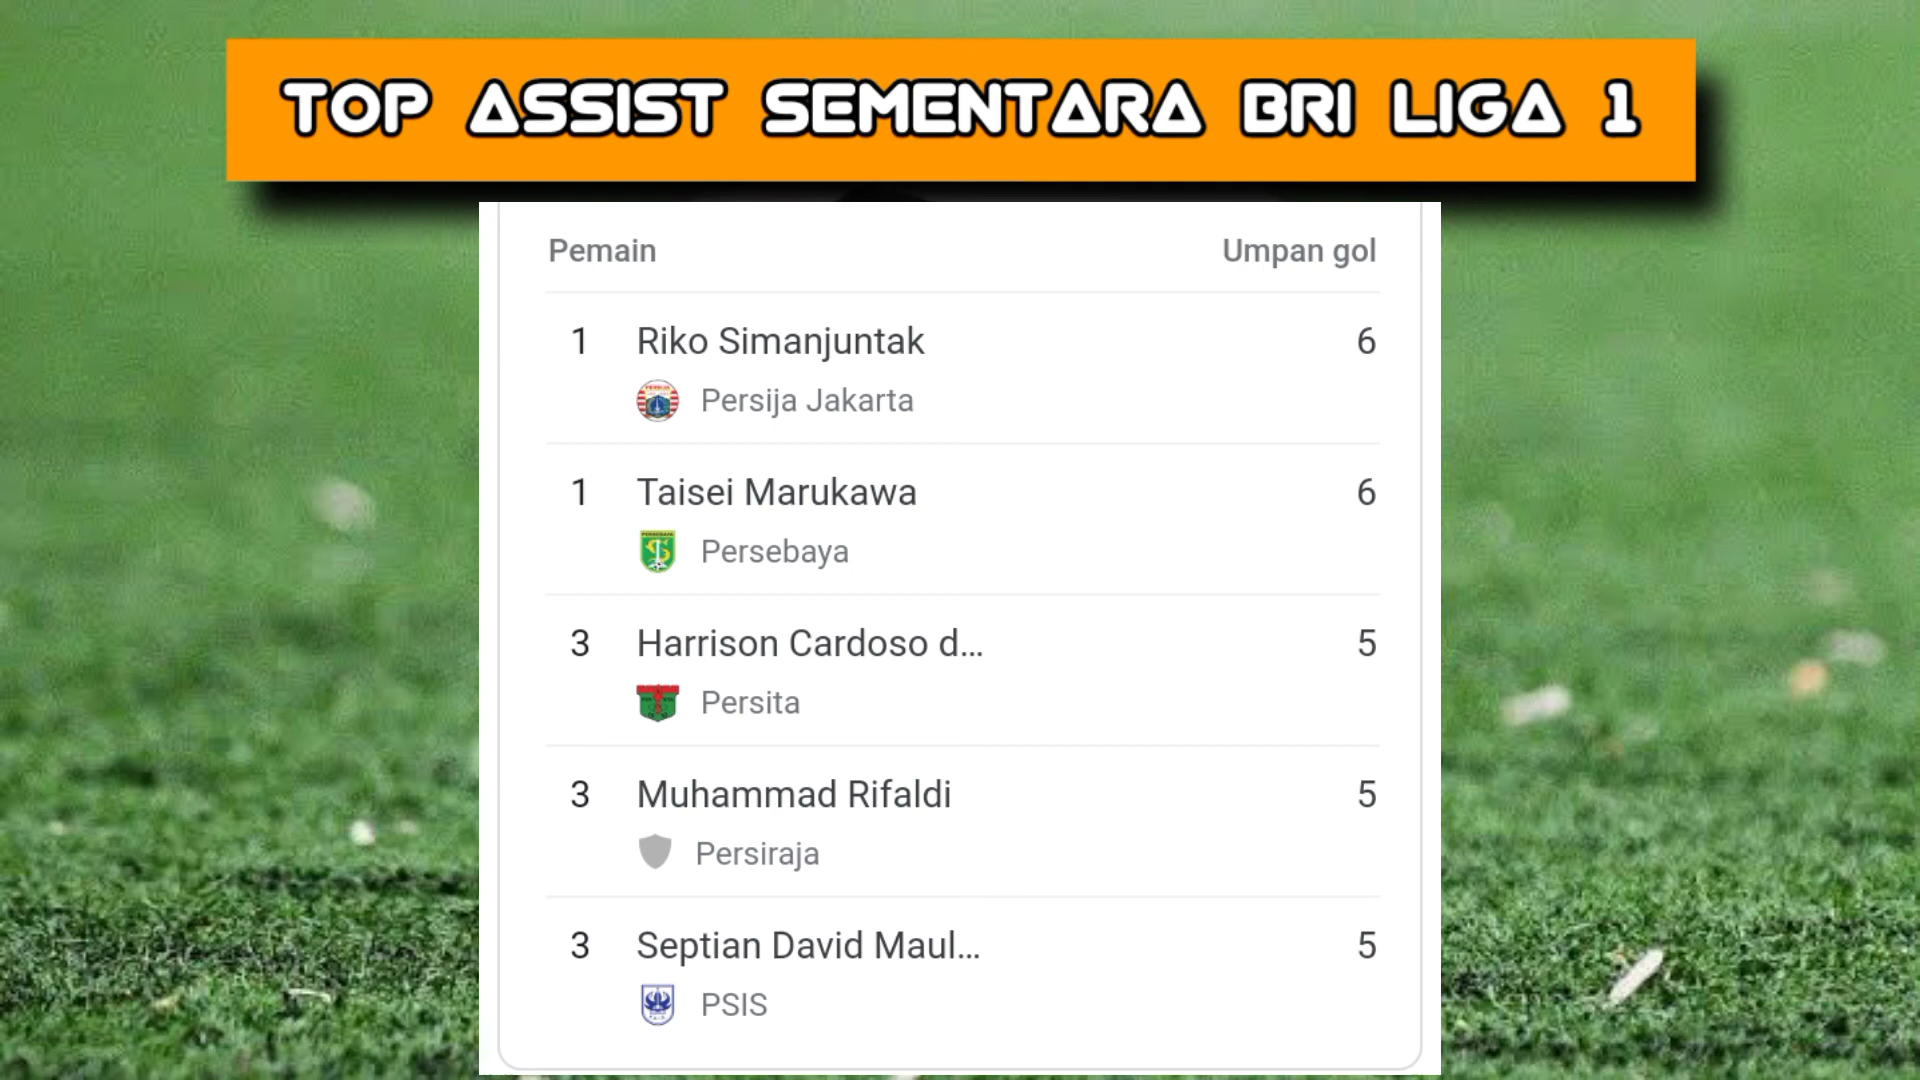 TOP ASSIST SEMENTARA BRI LIGA 1
Pemain Umpan gol
1 Riko Simanjuntak 6
Persija Jakarta
1 Taisei Marukawa 6
Persebaya
3 Harrison Cardoso d... 5
Persita
3 Muhammad Rifaldi 5
Persiraja
3 Septian David Maul... 5
PSIS